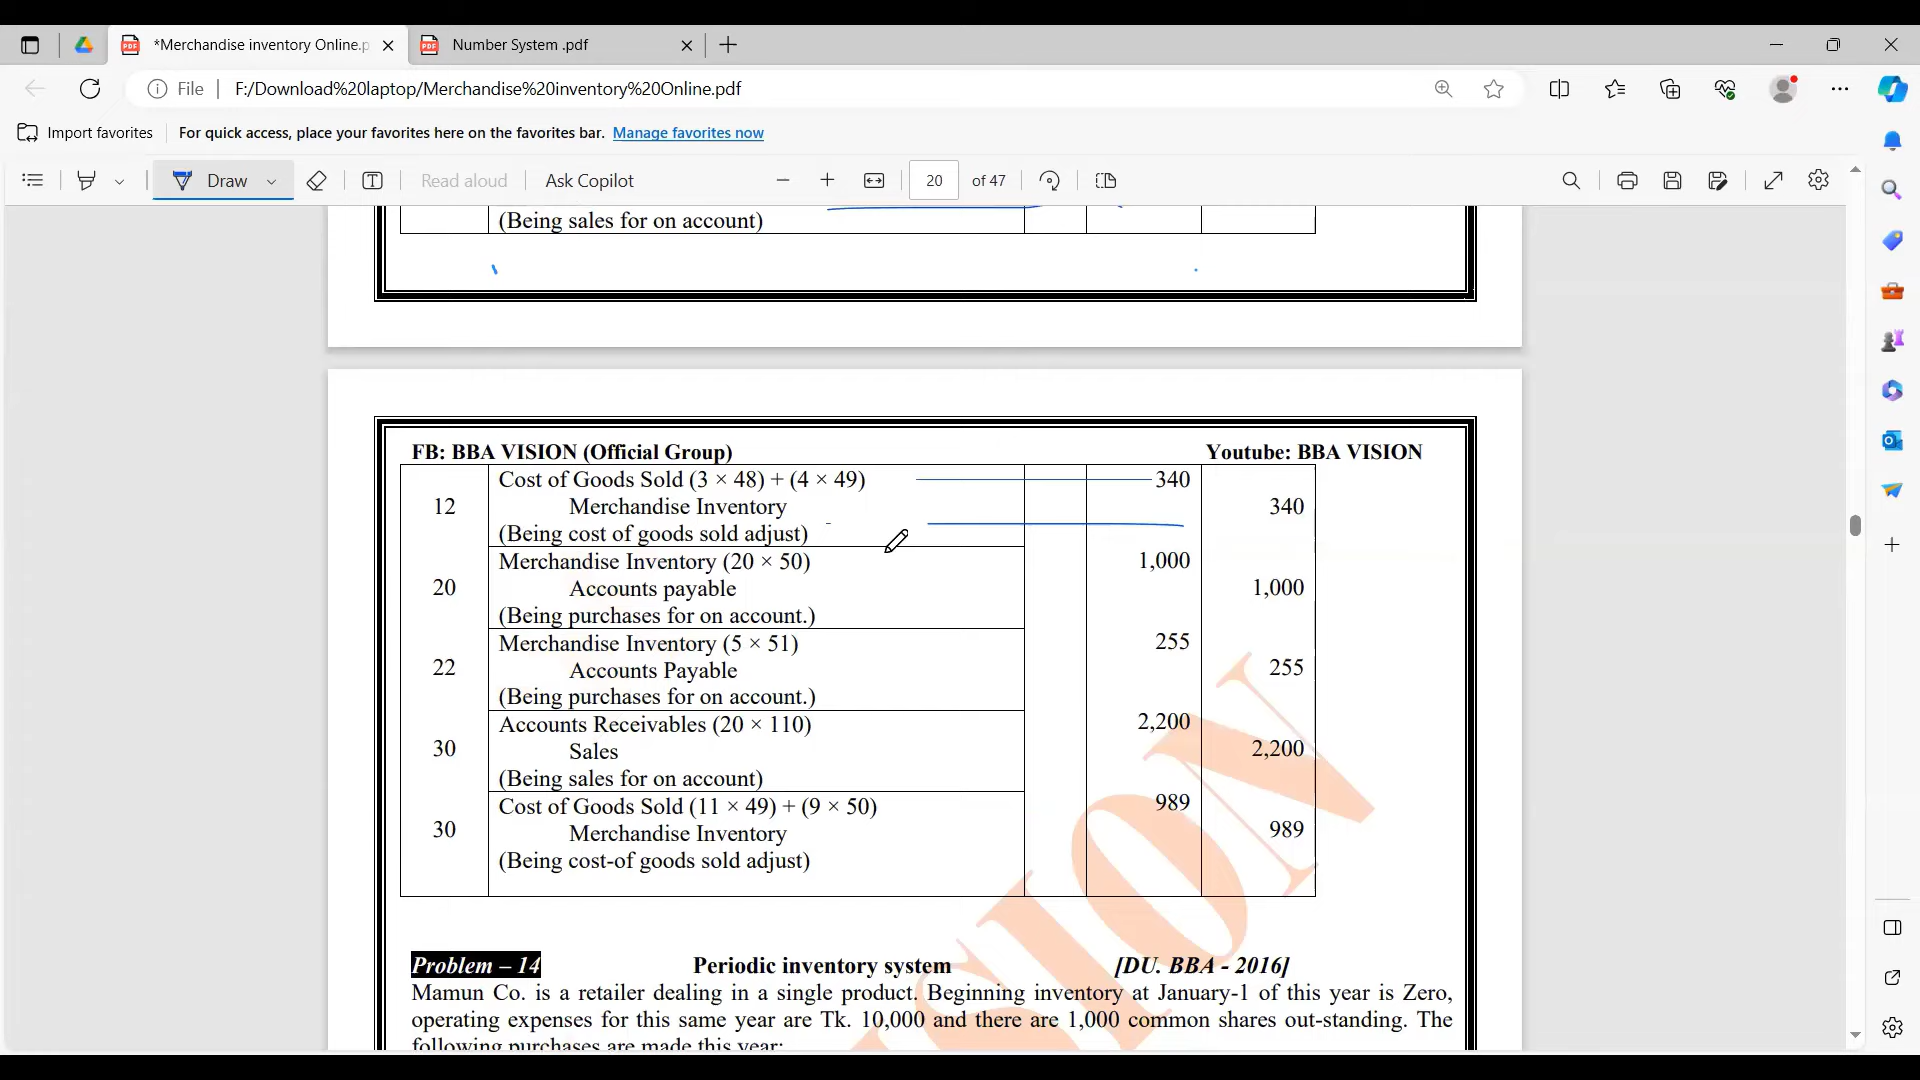 *Merchandise inventory Online.p
Number System .pdf
File
F:/Download%20laptop/Merchandise%20inventory%20Online.pdf
Import favorites
For quick access, place your favorites here on the favorites bar. Manage favorites now
Draw
Read aloud
Ask Copilot
20 of 47
(Being sales for on account)
FB: BBA VISION (Official Group) Youtube: BBA VISION
Cost of Goods Sold (3 × 48) + (4 × 49) 340
12 Merchandise Inventory 340
(Being cost of goods sold adjust)
Merchandise Inventory (20 × 50) 1,000
20 Accounts payable 1,000
(Being purchases for on account.)
Merchandise Inventory (5 × 51) 255
22 Accounts Payable 255
(Being purchases for on account.)
Accounts Receivables (20 × 110) 2,200
30 Sales 2,200
(Being sales for on account)
Cost of Goods Sold (11 × 49) + (9 × 50) 989
30 Merchandise Inventory 989
(Being cost-of goods sold adjust)
Problem – 14 Periodic inventory system [DU. BBA - 2016]
Mamun Co. is a retailer dealing in a single product. Beginning inventory at January-1 of this year is Zero,
operating expenses for this same year are Tk. 10,000 and there are 1,000 common shares out-standing. The
following purchases are made this year:
VISION